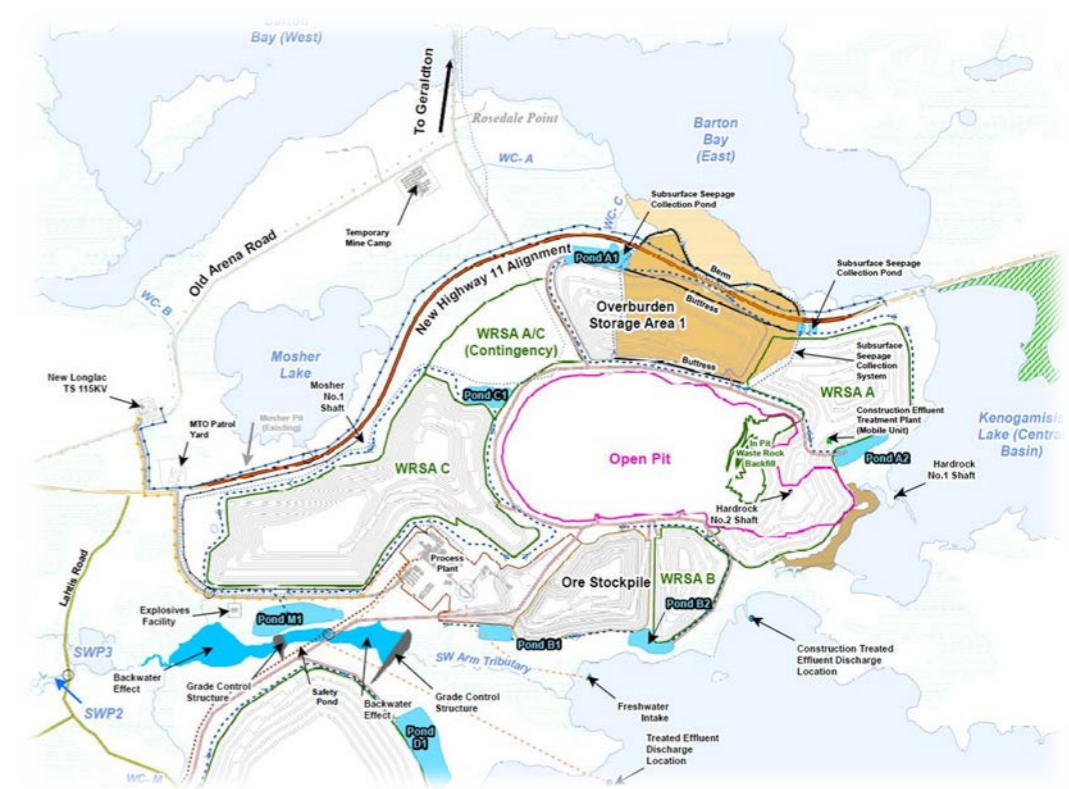 Barton
Bay (West)
To Geraldton
Rosedale Point
Barton
Bay
(East)
WC- A
WC- C
Subsurface Seepage
Collection Pond
Temporary
Mine Camp
Old Arena Road
WC- B
New Highway 11 Alignment
Pond A1
Berm
Subsurface Seepage
Collection Pond
Buttress
Overburden
Storage Area 1
WRSA A/C
(Contingency)
Buttress
Subsurface
Seepage
Collection
System
Mosher
Lake
New Longlac
TS 115KV
Mosher
No.1
Shaft
Pond C1
WRSA A
MTO Patrol
Yard
Mosher Pit
(Existing)
Construction Effluent
Treatment Plant
(Mobile Unit)
Kenogamisis
Lake (Central
Basin)
WRSA C
Open Pit
In Pit
Waste Rock
Backfill
Pond A2
Hardrock
No.1 Shaft
Hardrock
No.2 Shaft
Lahtis Road
Process
Plant
Ore Stockpile
WRSA B
Explosives
Facility
Pond M1
Pond B2
Pond B1
SWP3
Backwater
Effect
SW Arm Tributary
Construction Treated
Effluent Discharge
Location
Grade Control
Structure
Safety
Pond
Backwater
Effect
Grade Control
Structure
SWP2
Freshwater
Intake
Pond
D1
Treated Effluent
Discharge
Location
WC- M